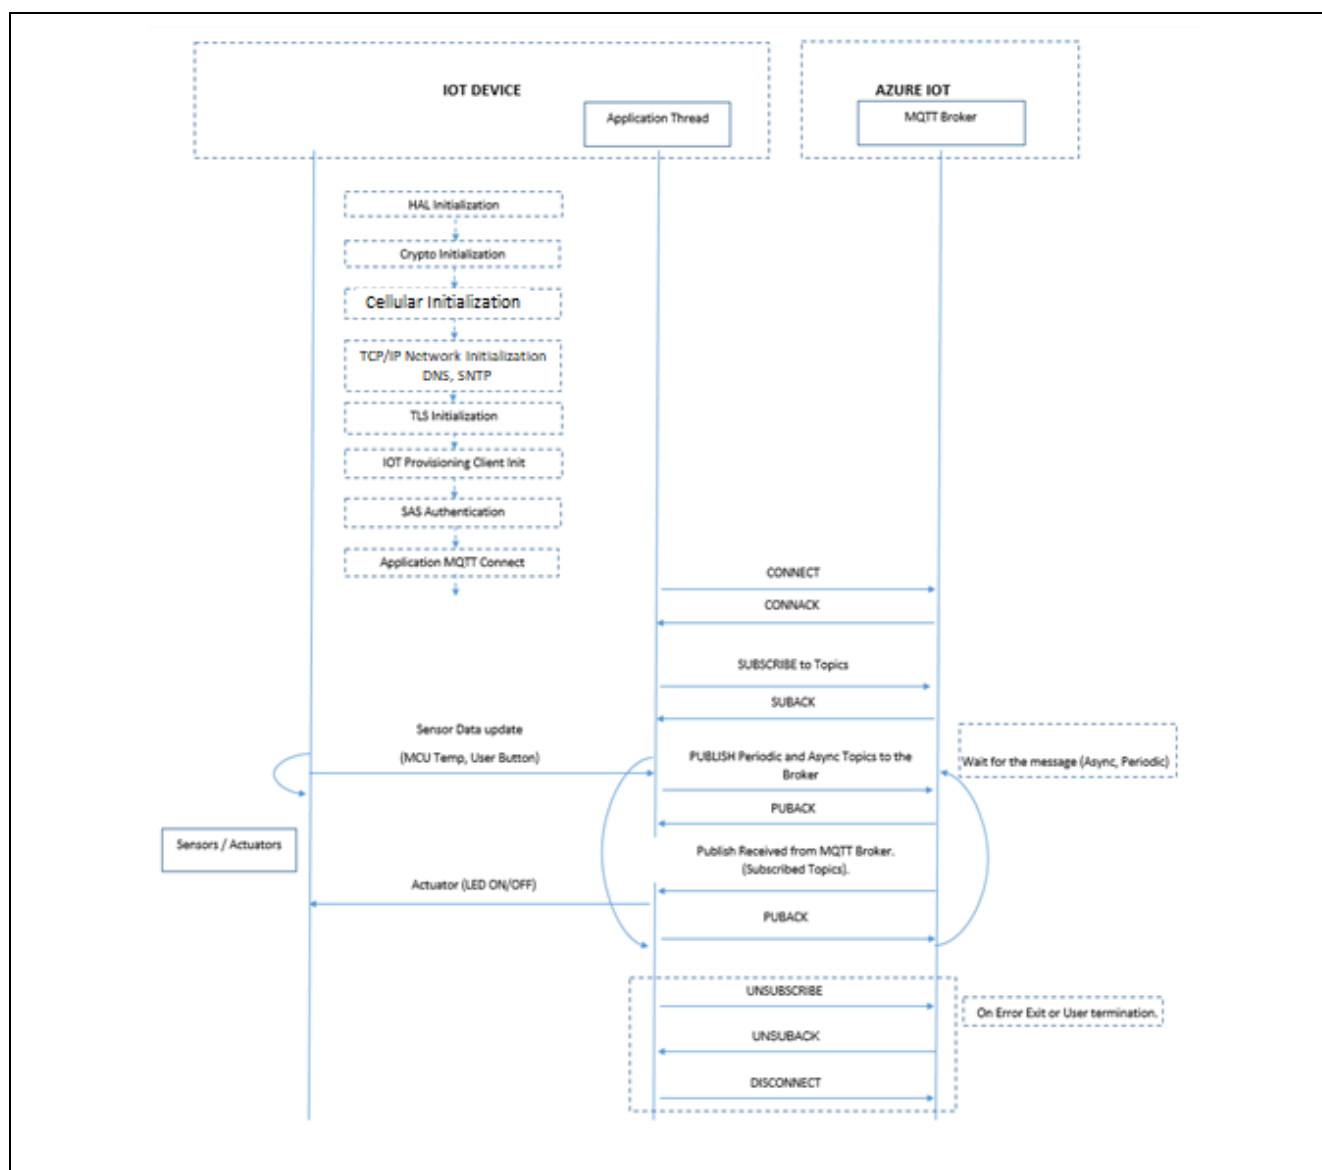 IOT DEVICE
AZURE IOT
Application Thread
MQTT Broker
HAL Initialization
Crypto Initialization
Cellular Initialization
TCP/IP Network Initialization
DNS, SNTP
TLS Initialization
IOT Provisioning Client Init
SAS Authentication
Application MQTT Connect
CONNECT
CONNACK
SUBSCRIBE to Topics
SUBACK
Sensor Data update
(MCU Temp, User Button)
PUBLISH Periodic and Async Topics to the
Broker
Wait for the message (Async, Periodic)
PUBACK
Sensors / Actuators
Publish Received from MQTT Broker.
(Subscribed Topics).
Actuator (LED ON/OFF)
PUBACK
UNSUBSCRIBE
On Error Exit or User termination.
UNSUBACK
DISCONNECT